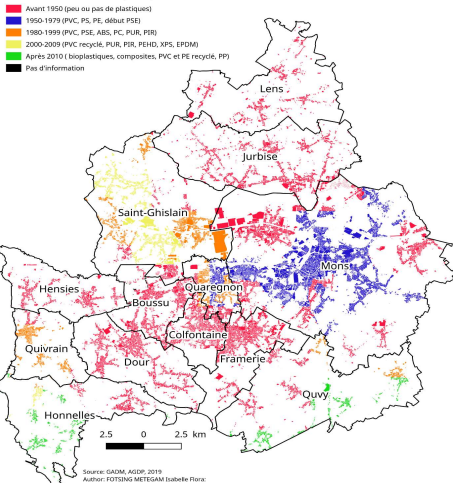 Avant 1950 (peu ou pas de plastiques)
1950-1979 (PVC, PS, PE, début PSE)
1980-1999 (PVC, PSE, ABS, PC, PUR, PIR)
2000-2009 (PVC recyclé, PUR, PIR, PEHD, XPS, EPDM)
Après 2010 ( bioplastiques, composites, PVC et PE recyclé, PP)
Pas d'information
Lens
Jurbise
Saint-Ghislain
Mons
Hensies
Quaregnon
Boussu
Colfontaine
Quivrain
Dour
Framerie
Quvy
Honnelles
2.5 0 2.5 km
Source: GADM, AGDP, 2019
Author: FOTSING METEGAM Isabelle Flora: